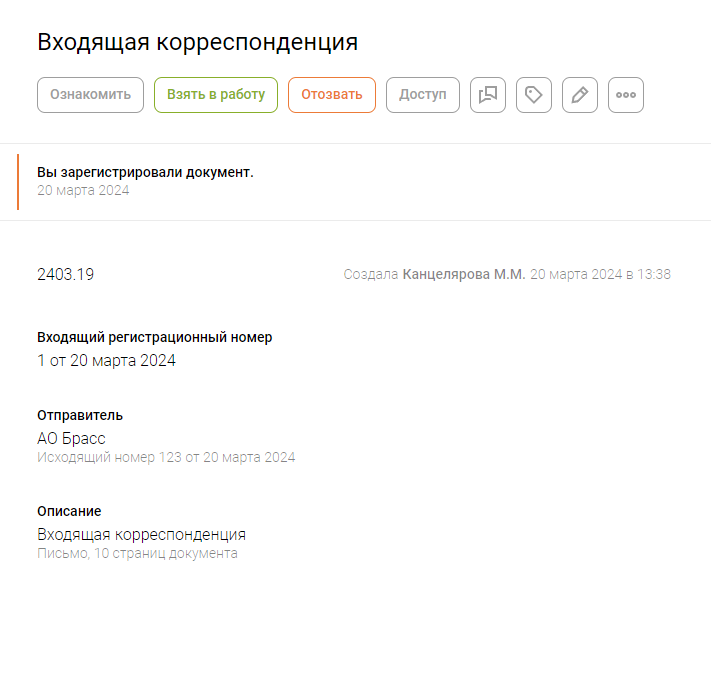 Входящая корреспонденция
Ознакомить Взять в работу Отозвать Доступ
Вы зарегистрировали документ.
20 марта 2024
2403.19 Создала Канцелярова М.М. 20 марта 2024 в 13:38
Входящий регистрационный номер
1 от 20 марта 2024
Отправитель
АО Брасс
Исходящий номер 123 от 20 марта 2024
Описание
Входящая корреспонденция
Письмо, 10 страниц документа